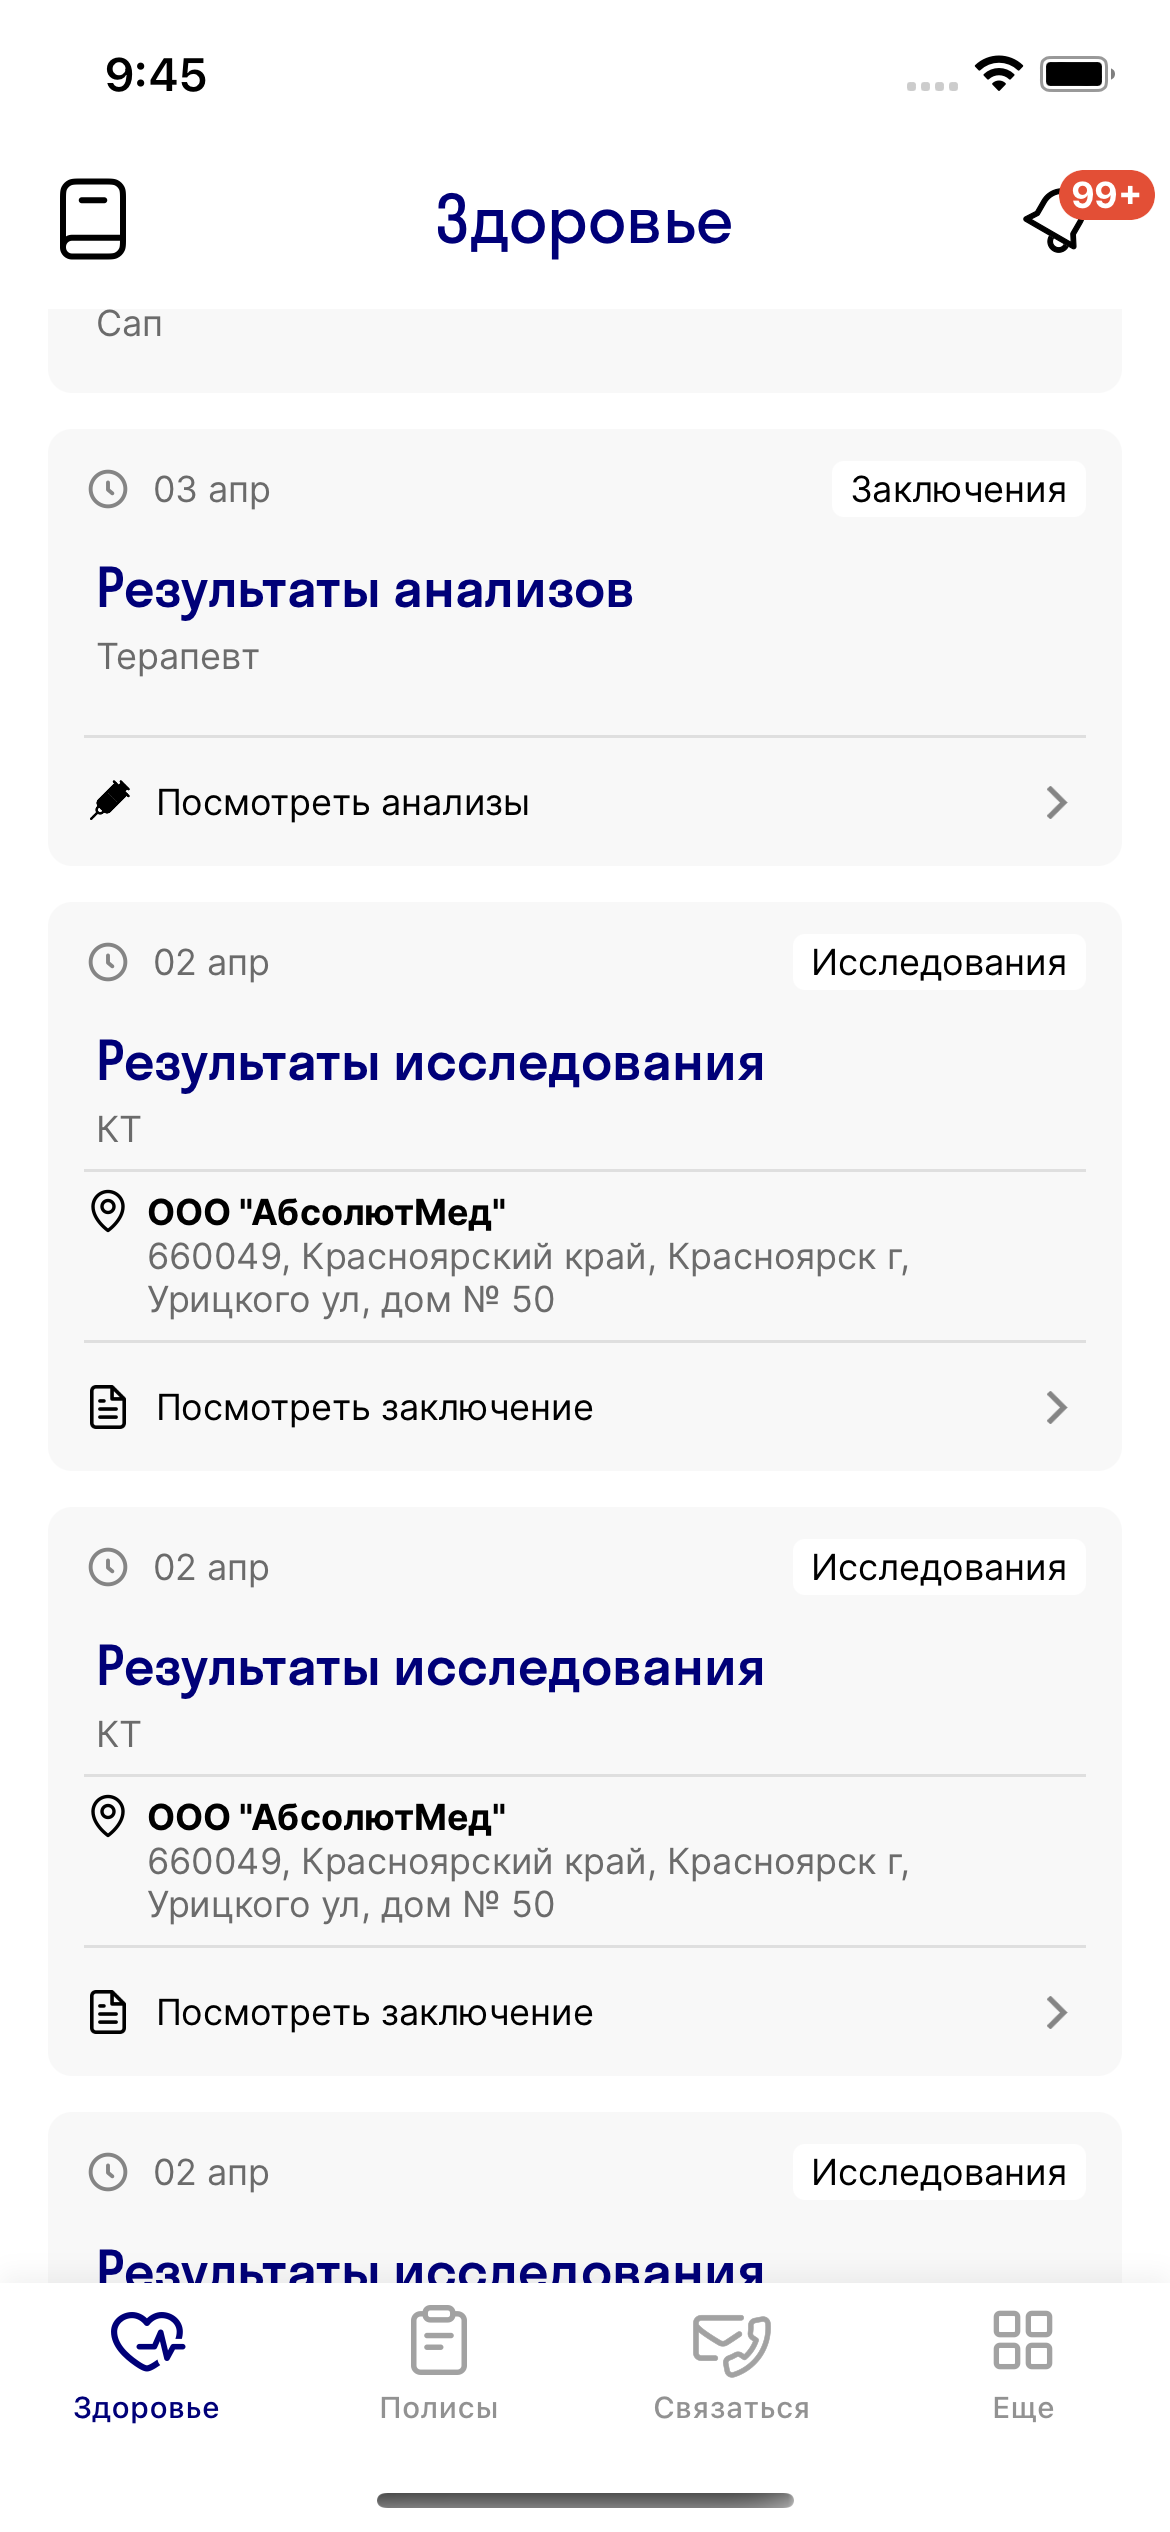 9:45
Здоровье
99+
Сап
03 апр
Заключения
Результаты анализов
Терапевт
Посмотреть анализы
02 апр
Исследования
Результаты исследования
КТ
ООО "АбсолютМед"
660049, Красноярский край, Красноярск г,
Урицкого ул, дом № 50
Посмотреть заключение
02 апр
Исследования
Результаты исследования
КТ
ООО "АбсолютМед"
660049, Красноярский край, Красноярск г,
Урицкого ул, дом № 50
Посмотреть заключение
02 апр
Исследования
Результаты исследования
Здоровье
Полисы
Связаться
Еще